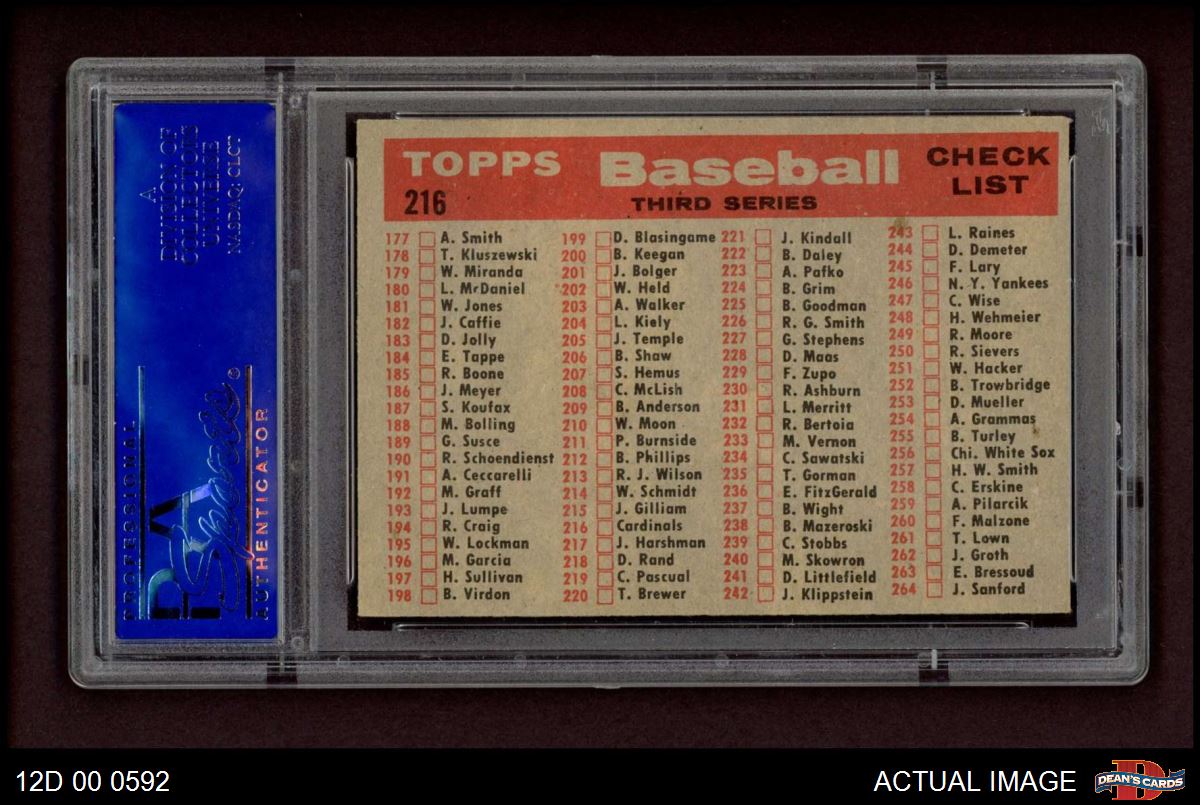 A
DIVISION OF
COLLECTORS
UNIVERSE
NASDAQ: CLCT
PROFESSIONAL
PSA
Sports
®
AUTHENTICATOR
TOPPS Baseball CHECK LIST
216 THIRD SERIES
177 A. Smith
178 T. Kluszewski
179 W. Miranda
180 L. McDaniel
181 W. Jones
182 J. Caffie
183 D. Jolly
184 E. Tappe
185 R. Boone
186 J. Meyer
187 S. Koufax
188 M. Bolling
189 G. Susce
190 R. Schoendienst
191 A. Ceccarelli
192 M. Graff
193 J. Lumpe
194 R. Craig
195 W. Lockman
196 M. Garcia
197 H. Sullivan
198 B. Virdon
199 D. Blasingame
200 B. Keegan
201 J. Bolger
202 W. Held
203 A. Walker
204 L. Kiely
205 J. Temple
206 B. Shaw
207 S. Hemus
208 C. McLish
209 B. Anderson
210 W. Moon
211 P. Burnside
212 B. Phillips
213 R. J. Wilson
214 W. Schmidt
215 J. Gilliam
216 Cardinals
217 J. Harshman
218 D. Rand
219 C. Pascual
220 T. Brewer
221 J. Kindall
222 B. Daley
223 A. Pafko
224 B. Grim
225 B. Goodman
226 R. G. Smith
227 G. Stephens
228 D. Maas
229 F. Zupo
230 R. Ashburn
231 L. Merritt
232 R. Bertoia
233 M. Vernon
234 C. Sawatski
235 T. Gorman
236 E. FitzGerald
237 B. Wight
238 B. Mazeroski
239 C. Stobbs
240 M. Skowron
241 D. Littlefield
242 J. Klippstein
243 L. Raines
244 D. Demeter
245 F. Lary
246 N. Y. Yankees
247 C. Wise
248 H. Wehmeier
249 R. Moore
250 R. Sievers
251 W. Hacker
252 B. Trowbridge
253 D. Mueller
254 A. Grammas
255 B. Turley
256 Chi. White Sox
257 H. W. Smith
258 C. Erskine
259 A. Pilarcik
260 F. Malzone
261 T. Lown
262 J. Groth
263 E. Bressoud
264 J. Sanford
12D 00 0592
ACTUAL IMAGE
DEAN'S CARDS